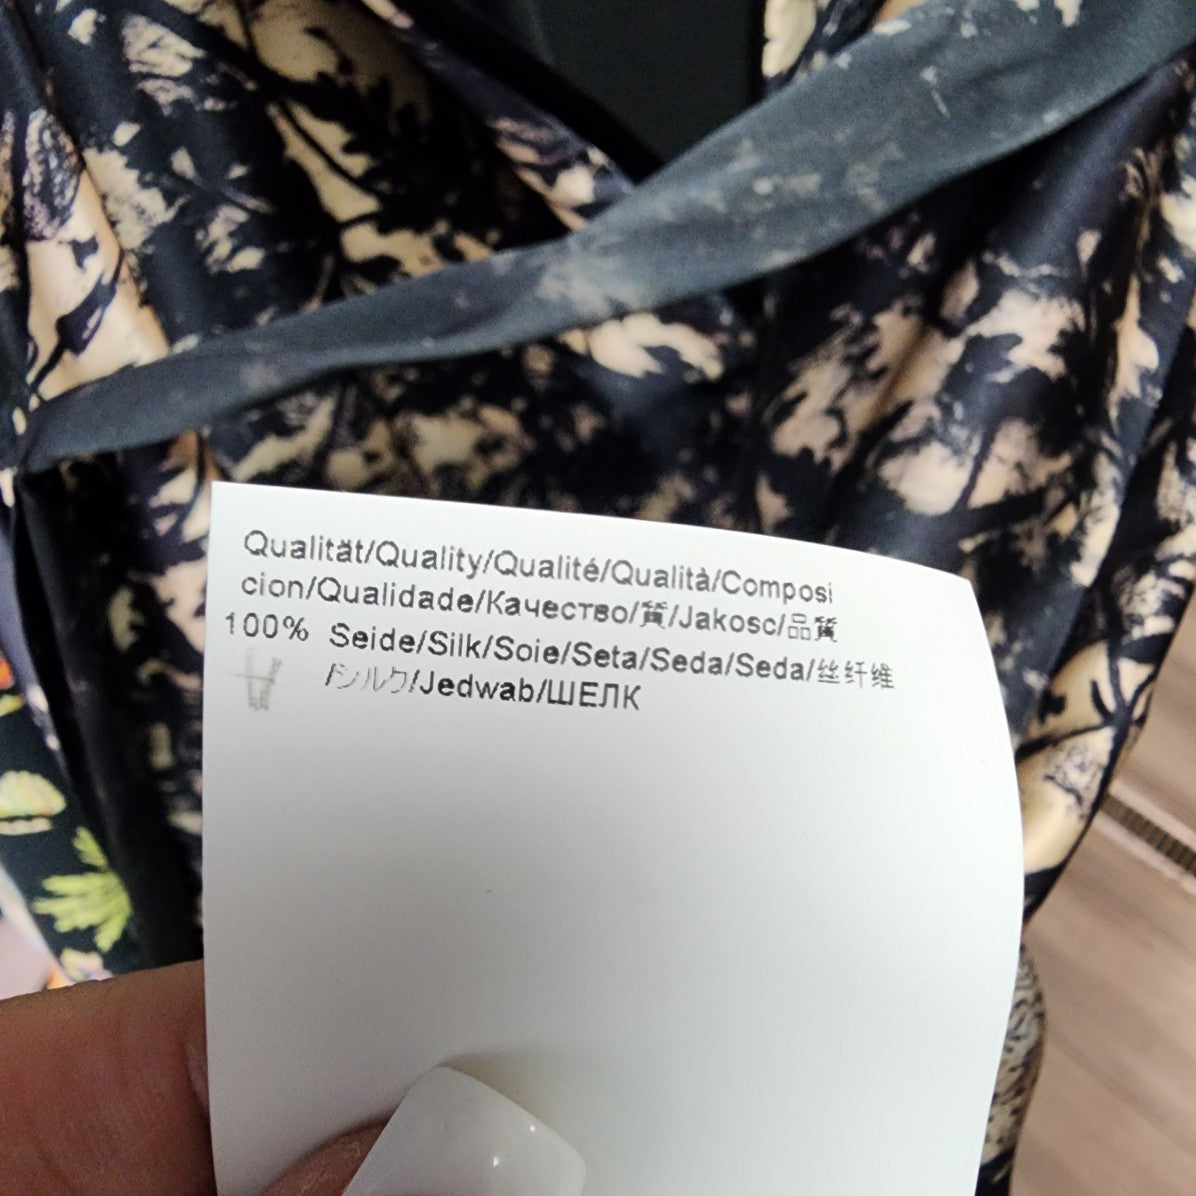 Qualität/Quality/Qualité/Qualità/Composi
cion/Qualidade/Качество/質/Jakosc/品質
100% Seide/Silk/Soie/Seta/Seda/Seda/丝纤维
/シルク/Jedwab/ШЕЛК